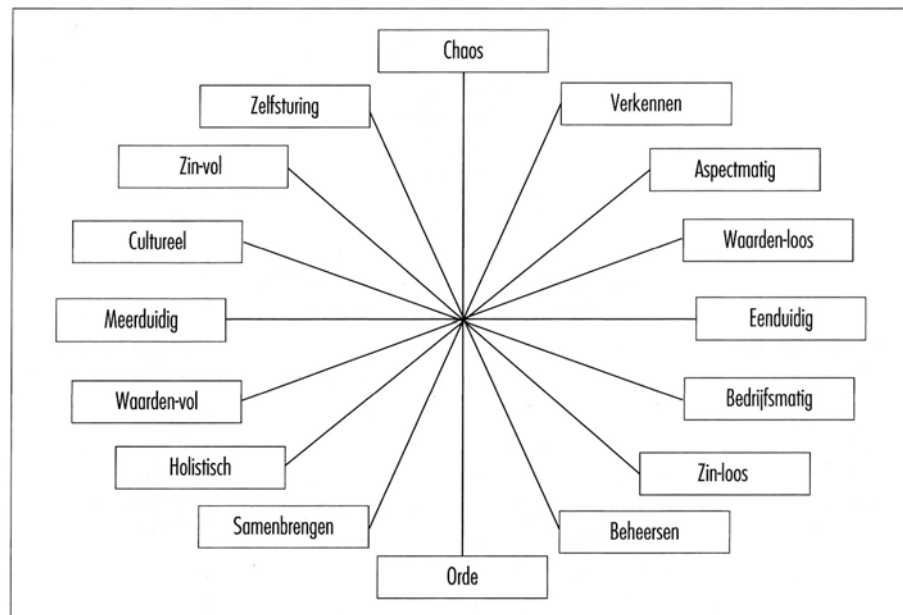 Chaos
Zelfsturing
Verkennen
Zin-vol
Aspectmatig
Cultureel
Waarden-loos
Meerduidig
Eenduidig
Waarden-vol
Bedrijfsmatig
Holistisch
Zin-loos
Samenbrengen
Beheersen
Orde